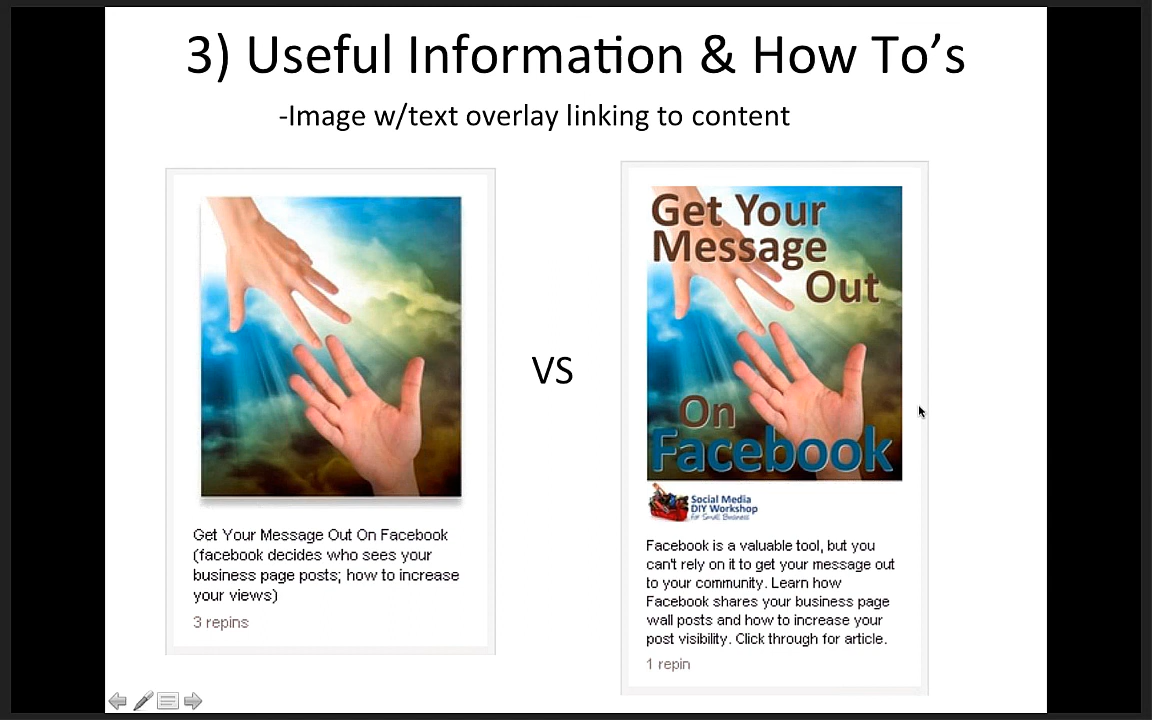 3) Useful Information & How To's
-Image w/text overlay linking to content
Get Your Message Out On Facebook
(facebook decides who sees your
business page posts; how to increase
your views)
3 repins
VS
Get Your
Message
Out
On
Facebook
Social Media
DIY Workshop
for Small Business
Facebook is a valuable tool, but you
can't rely on it to get your message out
to your community. Learn how
Facebook shares your business page
wall posts and how to increase your
post visibility. Click through for article.
1 repin